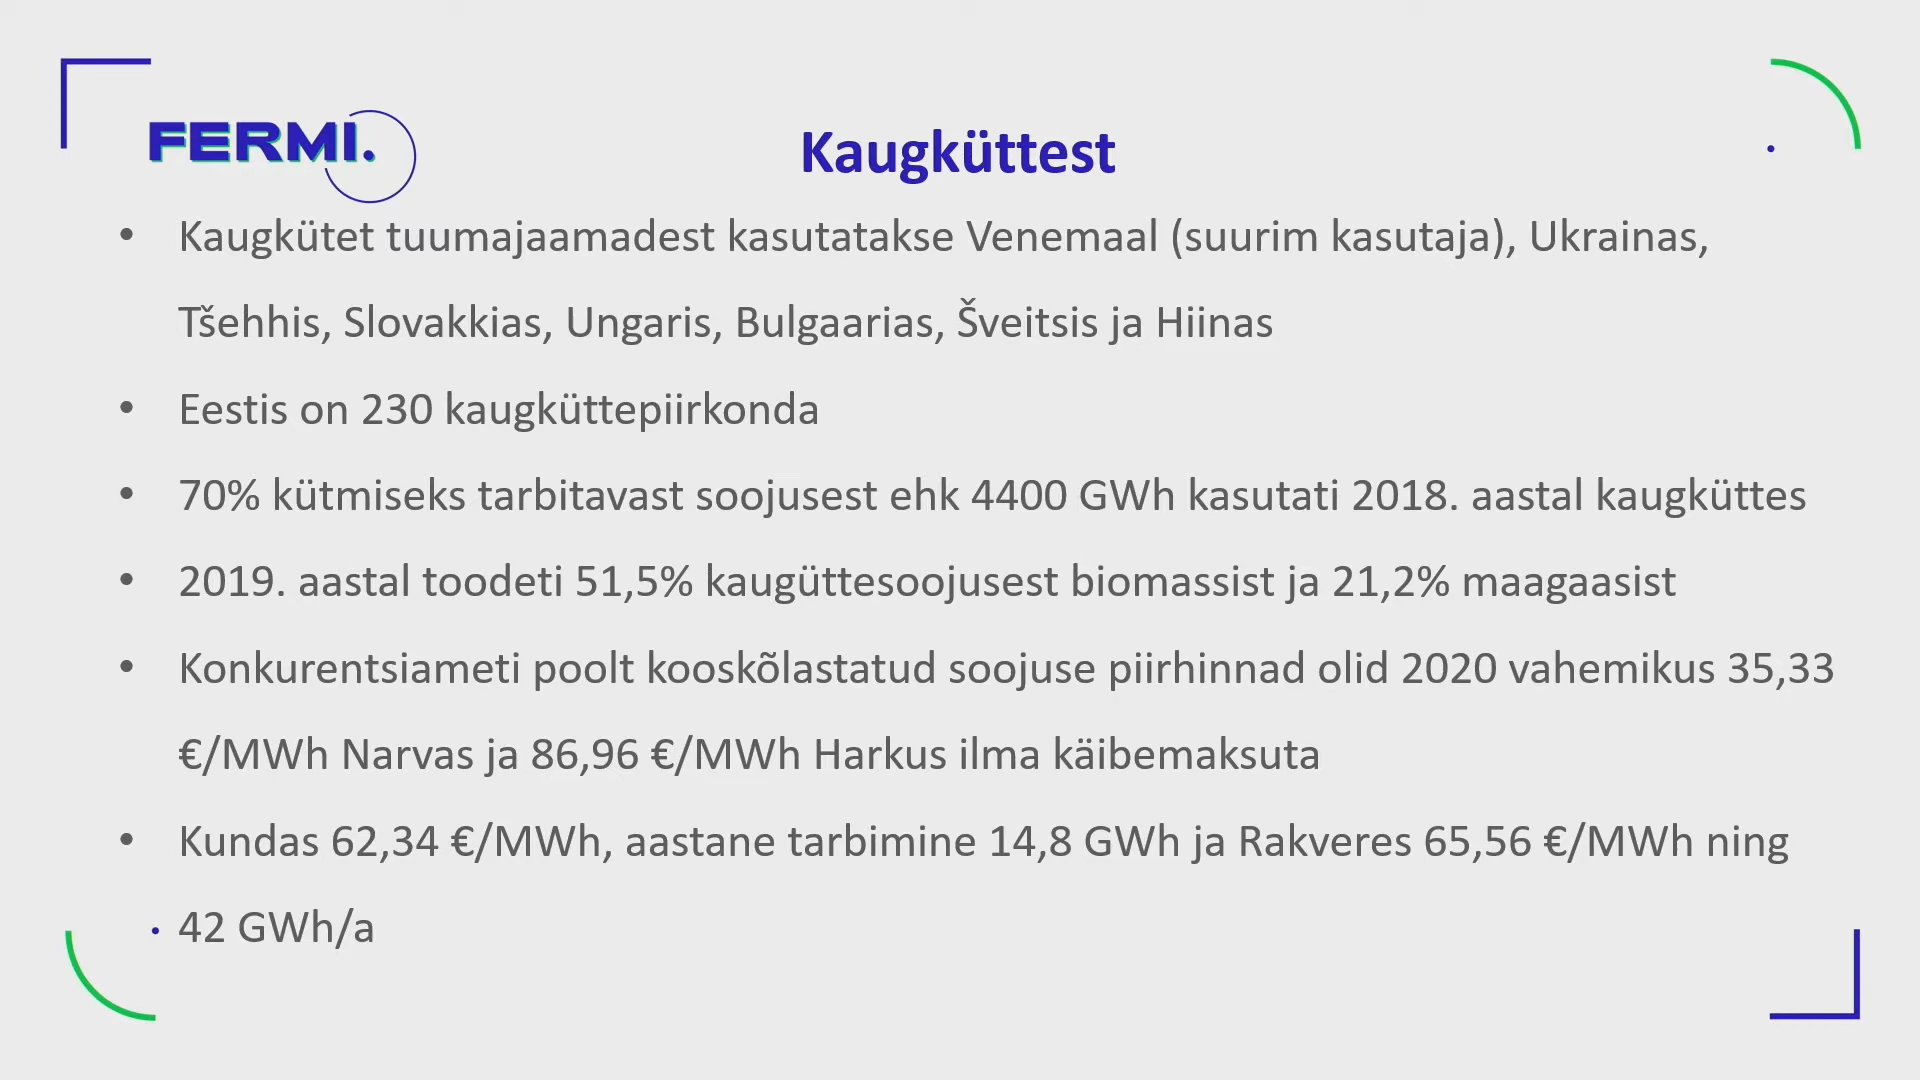 FERMI.
Kaugküttest
• Kaugkütet tuumajaamadest kasutatakse Venemaal (suurim kasutaja), Ukrainas,
Tšehhis, Slovakkias, Ungaris, Bulgaarias, Šveitsis ja Hiinas
• Eestis on 230 kaugküttepiirkonda
• 70% kütmiseks tarbitavast soojusest ehk 4400 GWh kasutati 2018. aastal kaugküttes
• 2019. aastal toodeti 51,5% kaugüttesoojusest biomassist ja 21,2% maagaasist
• Konkurentsiameti poolt kooskõlastatud soojuse piirhinnad olid 2020 vahemikus 35,33
€/MWh Narvas ja 86,96 €/MWh Harkus ilma käibemaksuta
• Kundas 62,34 €/MWh, aastane tarbimine 14,8 GWh ja Rakveres 65,56 €/MWh ning
42 GWh/a